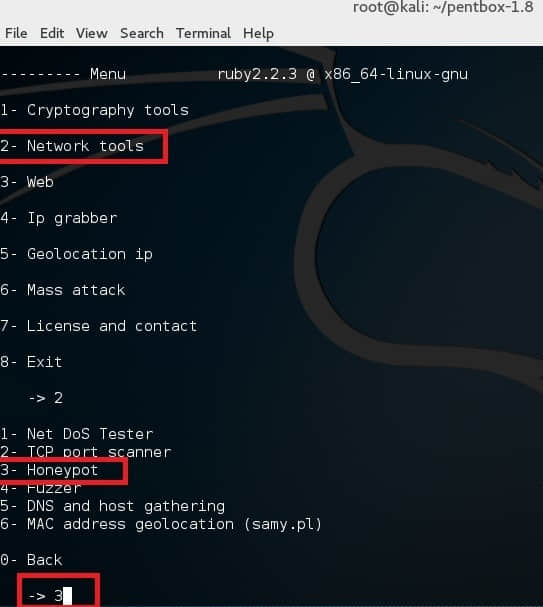 root@kali: ~/pentbox-1.8
File Edit View Search Terminal Help
--------- Menu ruby2.2.3 @ x86_64-linux-gnu
1- Cryptography tools
2- Network tools
3- Web
4- Ip grabber
5- Geolocation ip
6- Mass attack
7- License and contact
8- Exit
-> 2
1- Net DoS Tester
2- TCP port scanner
3- Honeypot
4- Fuzzer
5- DNS and host gathering
6- MAC address geolocation (samy.pl)
0- Back
-> 3